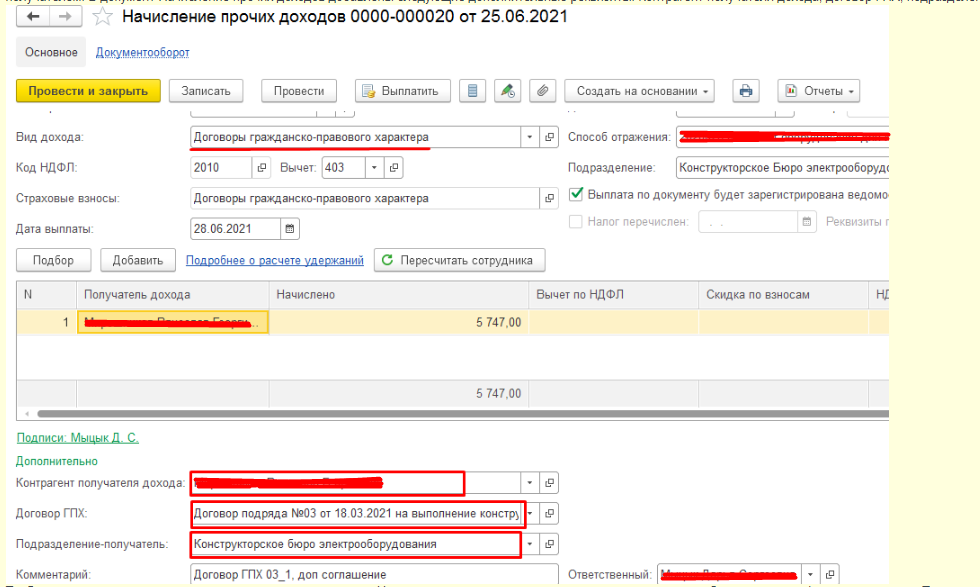 Начисление прочих доходов 0000-000020 от 25.06.2021
Основное Документооборот
Провести и закрыть Записать Провести Выплатить Создать на основании Отчеты
Вид дохода: Договоры гражданско-правового характера Способ отражения:
Код НДФЛ: 2010 Вычет: 403 Подразделение: Конструкторское Бюро электрооборудо
Страховые взносы: Договоры гражданско-правового характера Выплата по документу будет зарегистрирована ведомо
Дата выплаты: 28.06.2021 Налог перечислен: . . Реквизиты п
Подбор Добавить Подробнее о расчете удержаний Пересчитать сотрудника
N Получатель дохода Начислено Вычет по НДФЛ Скидка по взносам НД
1 5 747,00
5 747,00
Подписи: Мыцык Д. С.
Дополнительно
Контрагент получателя дохода:
Договор ГПХ: Договор подряда №03 от 18.03.2021 на выполнение констру
Подразделение-получатель: Конструкторское бюро электрооборудования
Комментарий: Договор ГПХ 03_1, доп соглашение Ответственный: